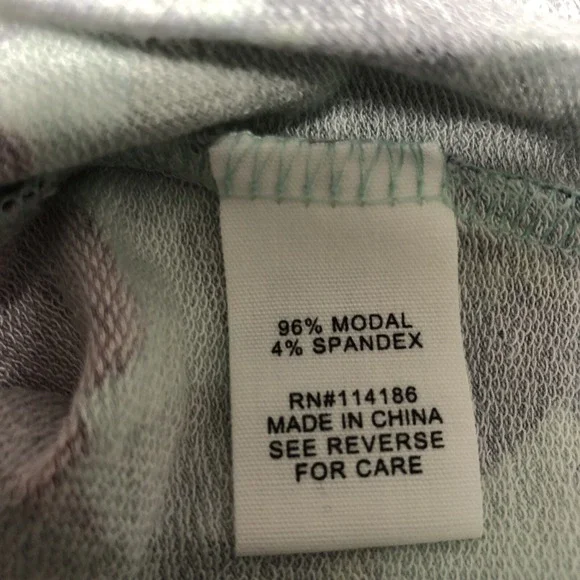 96% MODAL
4% SPANDEX
RN#114186
MADE IN CHINA
SEE REVERSE
FOR CARE